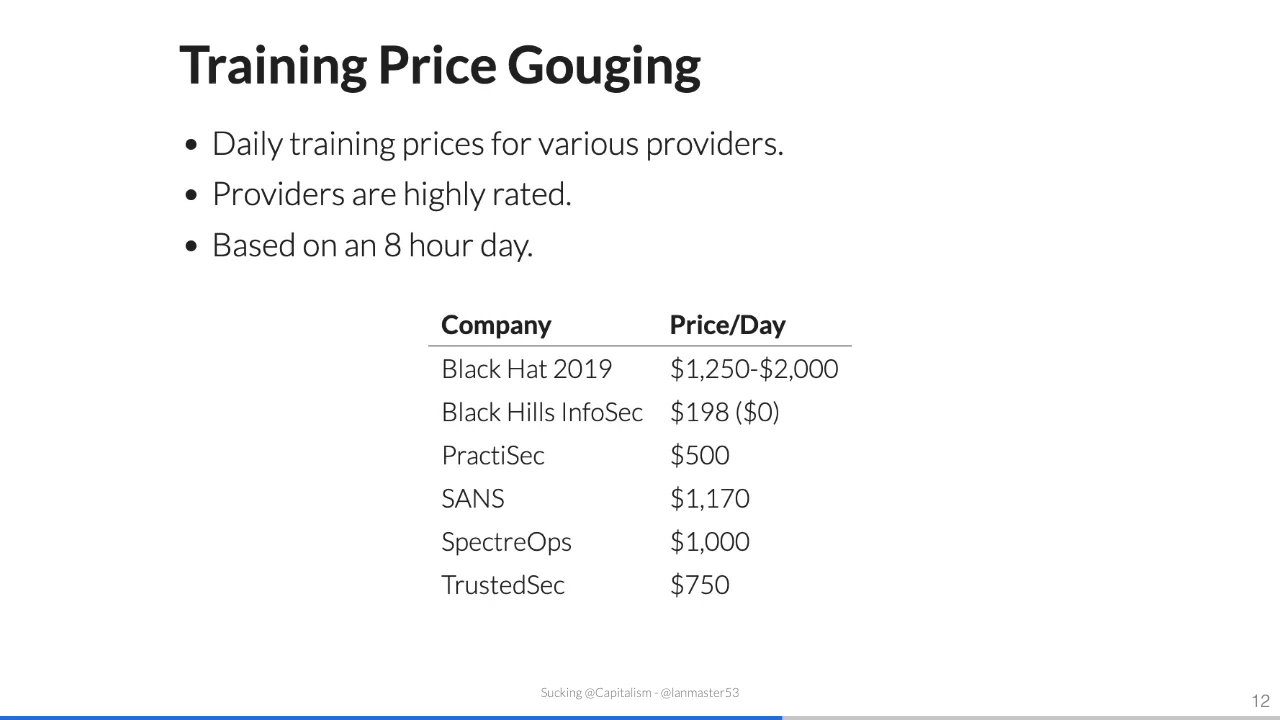 Training Price Gouging
• Daily training prices for various providers.
• Providers are highly rated.
• Based on an 8 hour day.
Company Price/Day
Black Hat 2019 $1,250-$2,000
Black Hills InfoSec $198 ($0)
PractiSec $500
SANS $1,170
SpectreOps $1,000
TrustedSec $750
Sucking @Capitalism - @lanmaster53
12